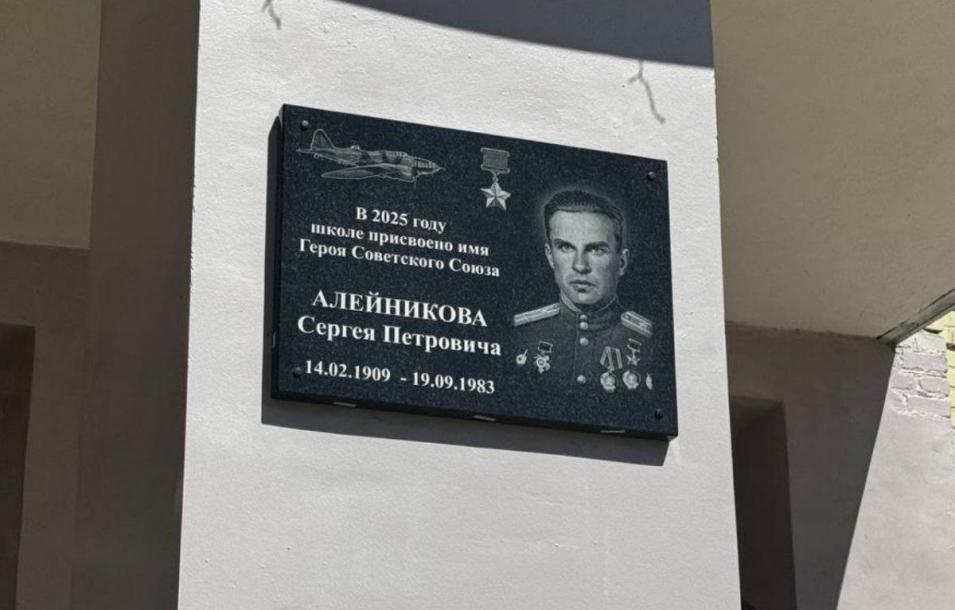 В 2025 году
школе присвоено имя
Героя Советского Союза
АЛЕЙНИКОВА
Сергея Петровича
14.02.1909 - 19.09.1983